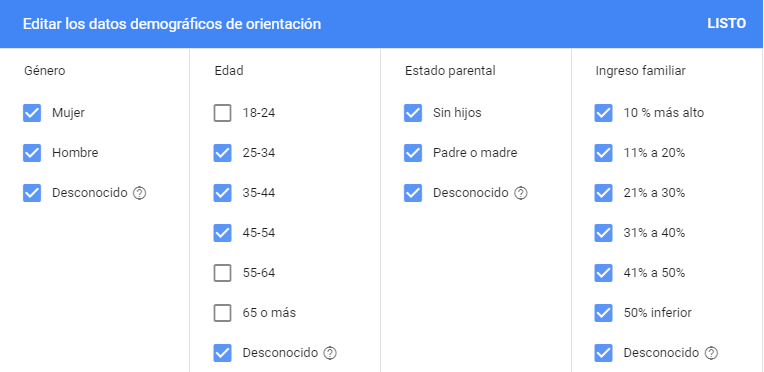 Editar los datos demográficos de orientación
LISTO
Género
Mujer
Hombre
Desconocido
Edad
18-24
25-34
35-44
45-54
55-64
65 o más
Desconocido
Estado parental
Sin hijos
Padre o madre
Desconocido
Ingreso familiar
10 % más alto
11% a 20%
21% a 30%
31% a 40%
41% a 50%
50% inferior
Desconocido